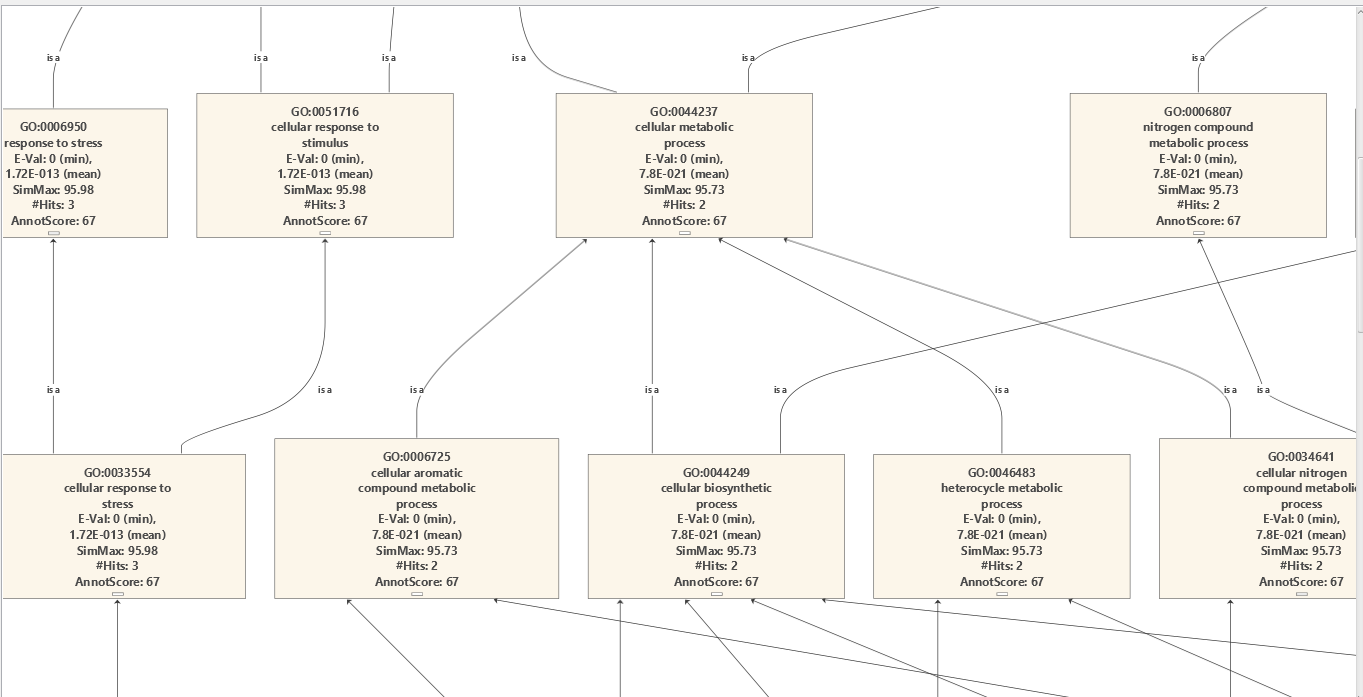 is a
is a
is a
is a
is a
is a
GO:0006950
response to stress
E-Val: 0 (min),
1.72E-013 (mean)
SimMax: 95.98
#Hits: 3
AnnotScore: 67
GO:0051716
cellular response to
stimulus
E-Val: 0 (min),
1.72E-013 (mean)
SimMax: 95.98
#Hits: 3
AnnotScore: 67
GO:0044237
cellular metabolic
process
E-Val: 0 (min),
7.8E-021 (mean)
SimMax: 95.73
#Hits: 2
AnnotScore: 67
GO:0006807
nitrogen compound
metabolic process
E-Val: 0 (min),
7.8E-021 (mean)
SimMax: 95.73
#Hits: 2
AnnotScore: 67
is a
is a
is a
is a
is a
is a
is a
is a
GO:0033554
cellular response to
stress
E-Val: 0 (min),
1.72E-013 (mean)
SimMax: 95.98
#Hits: 3
AnnotScore: 67
GO:0006725
cellular aromatic
compound metabolic
process
E-Val: 0 (min),
7.8E-021 (mean)
SimMax: 95.73
#Hits: 2
AnnotScore: 67
GO:0044249
cellular biosynthetic
process
E-Val: 0 (min),
7.8E-021 (mean)
SimMax: 95.73
#Hits: 2
AnnotScore: 67
GO:0046483
heterocycle metabolic
process
E-Val: 0 (min),
7.8E-021 (mean)
SimMax: 95.73
#Hits: 2
AnnotScore: 67
GO:0034641
cellular nitrogen
compound metabolic
process
E-Val: 0 (min),
7.8E-021 (mean)
SimMax: 95.73
#Hits: 2
AnnotScore: 67